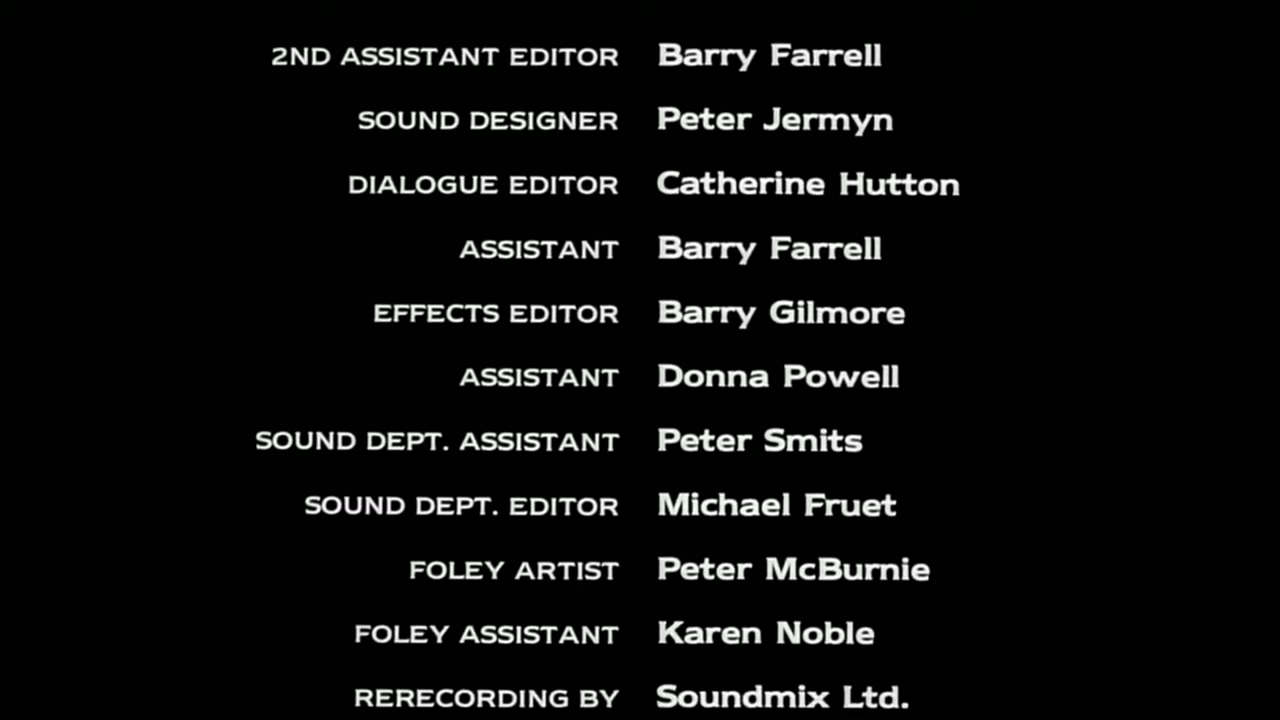 2ND ASSISTANT EDITOR Barry Farrell
SOUND DESIGNER Peter Jermyn
DIALOGUE EDITOR Catherine Hutton
ASSISTANT Barry Farrell
EFFECTS EDITOR Barry Gilmore
ASSISTANT Donna Powell
SOUND DEPT. ASSISTANT Peter Smits
SOUND DEPT. EDITOR Michael Fruet
FOLEY ARTIST Peter McBurnie
FOLEY ASSISTANT Karen Noble
RERECORDING BY Soundmix Ltd.